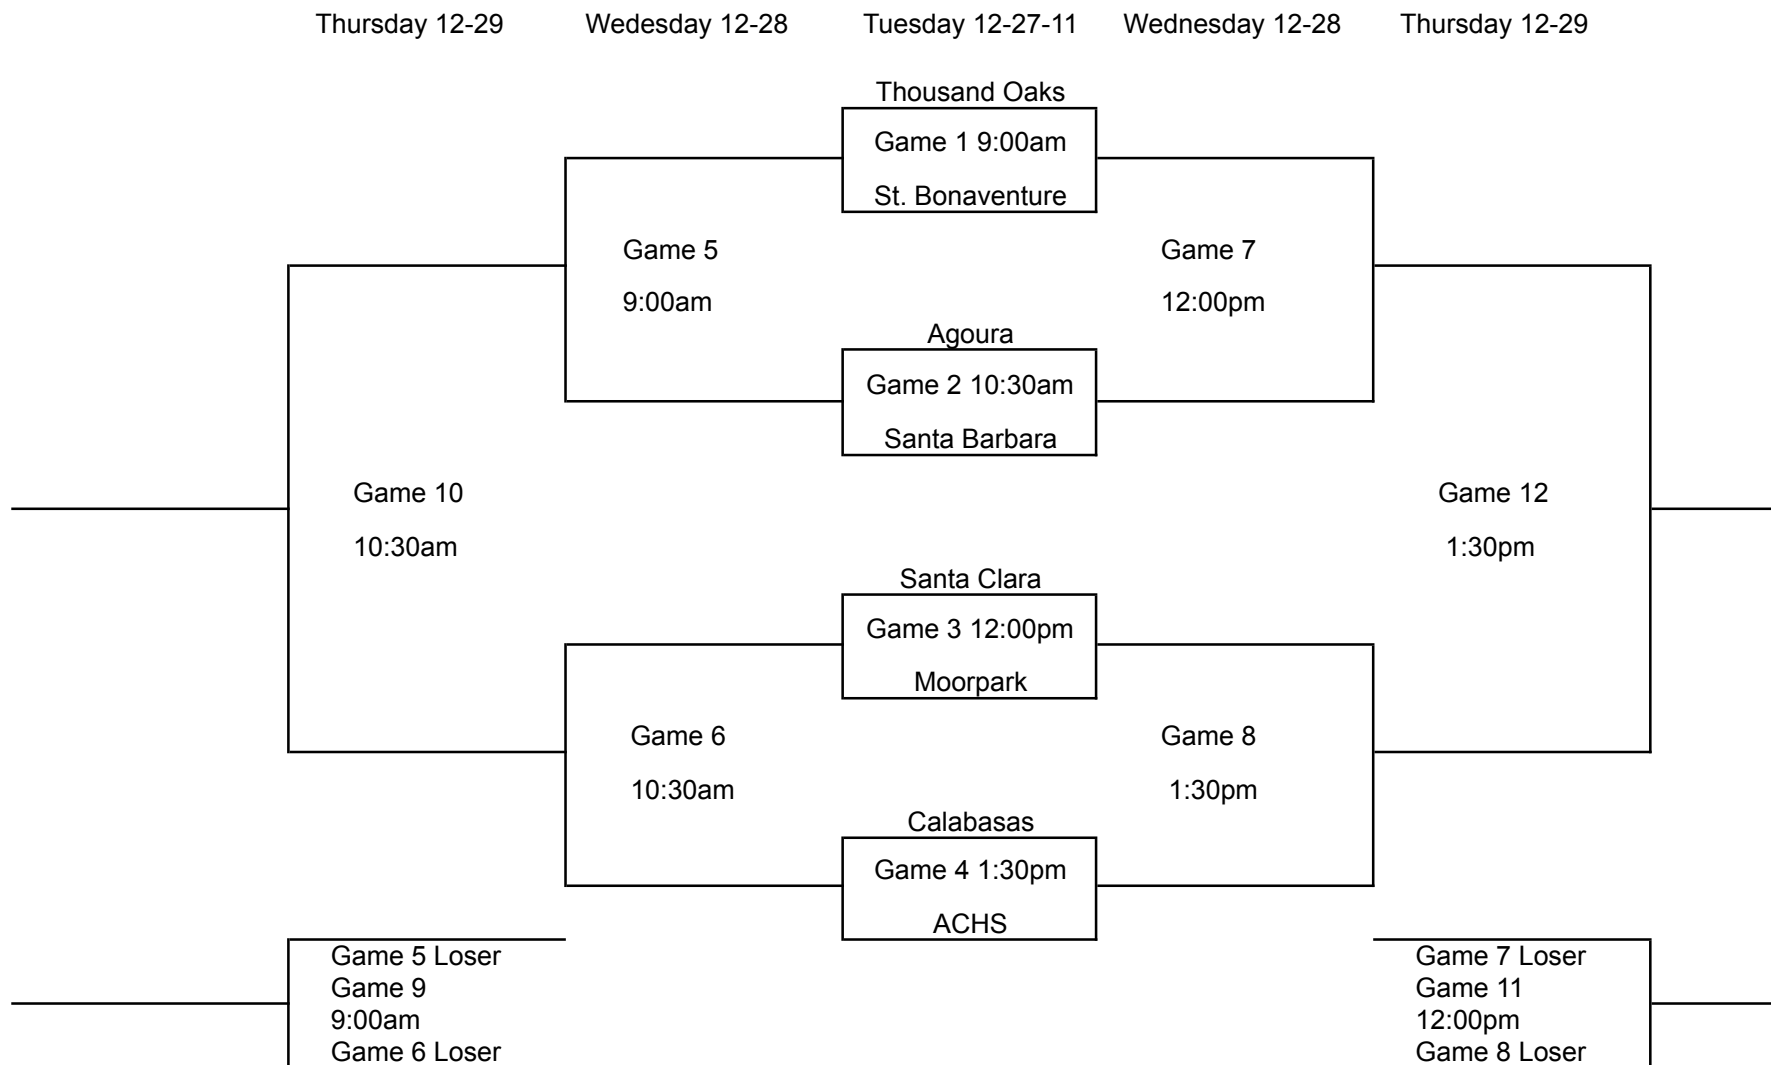 Thursday 12-29 Wedesday 12-28 Tuesday 12-27-11 Wednesday 12-28 Thursday 12-29
Thousand Oaks
Game 1 9:00am
St. Bonaventure
Game 5 Game 7
9:00am 12:00pm
Agoura
Game 2 10:30am
Santa Barbara
Game 10 Game 12
10:30am 1:30pm
Santa Clara
Game 3 12:00pm
Moorpark
Game 6 Game 8
10:30am 1:30pm
Calabasas
Game 4 1:30pm
ACHS
Game 5 Loser Game 7 Loser
Game 9 Game 11
9:00am 12:00pm
Game 6 Loser Game 8 Loser